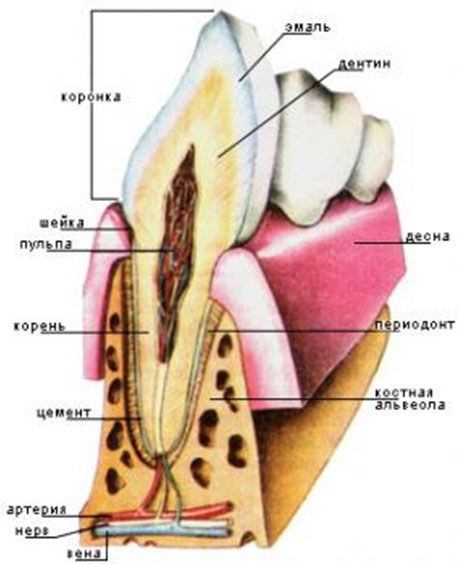 эмаль
дентин
коронка
шейка
пульпа
десна
корень
периодонт
костная
альвеола
цемент
артерия
нерв
вена